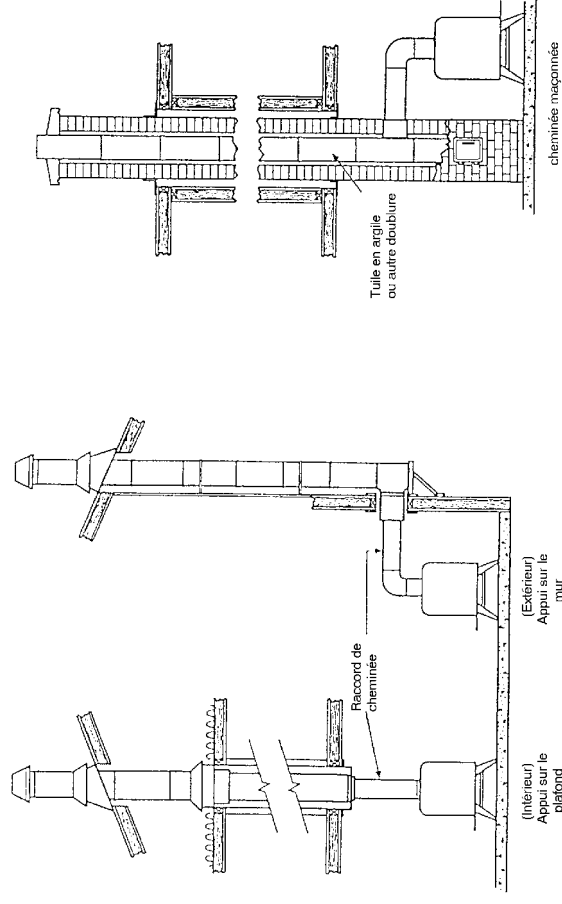 Tuile en argile
ou autre doublure
cheminée maçonnée
Raccord de
cheminée
(Intérieur)
Appui sur le
plafond
(Extérieur)
Appui sur le
mur